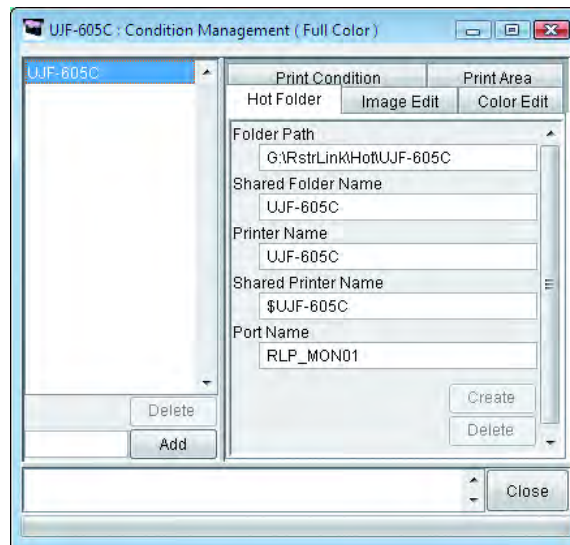 UJF-605C : Condition Management ( Full Color )
UJF-605C
Delete
Add
Print Condition
Print Area
Hot Folder
Image Edit
Color Edit
Folder Path
G:\RstrLink\Hot\UJF-605C
Shared Folder Name
UJF-605C
Printer Name
UJF-605C
Shared Printer Name
$UJF-605C
Port Name
RLP_MON01
Create
Delete
Close